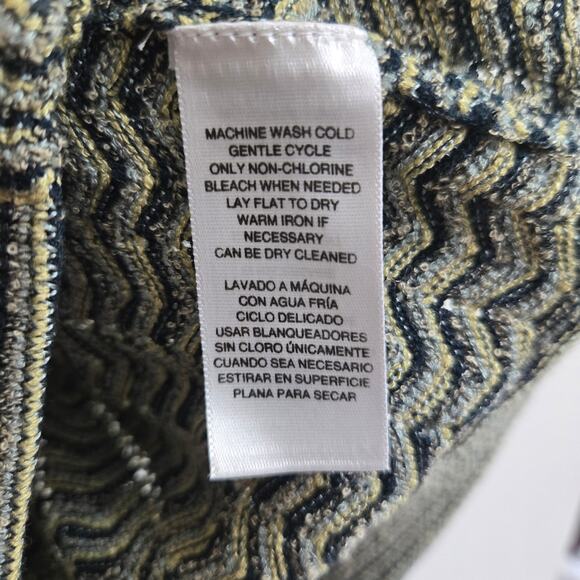 MACHINE WASH COLD
GENTLE CYCLE
ONLY NON-CHLORINE
BLEACH WHEN NEEDED
LAY FLAT TO DRY
WARM IRON IF
NECESSARY
CAN BE DRY CLEANED
LAVADO A MÁQUINA
CON AGUA FRÍA
CICLO DELICADO
USAR BLANQUEADORES
SIN CLORO ÚNICAMENTE
CUANDO SEA NECESARIO
ESTIRAR EN SUPERFICIE
PLANA PARA SECAR